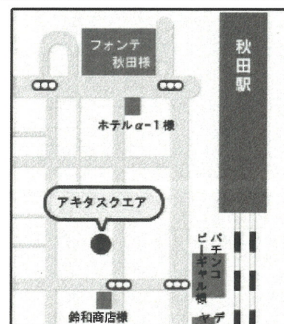 フォンテ
秋田様
秋田駅
ホテルα-1様
アキタスクエア
パチンコ
ビーギャル様
鈴和商店様